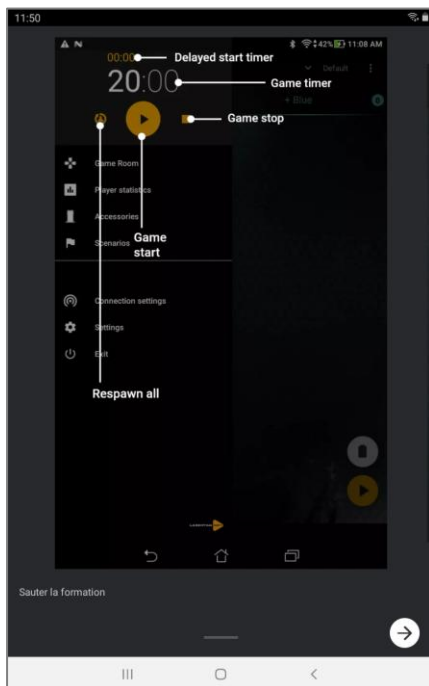 11:50
42% 11:08 AM
00:00 Delayed start timer
Default
20:00 Game timer
+ Blue
Game stop
Game Room
Player statistics
Accessories
Scenarios
Game
start
Connection settings
Settings
Exit
Respawn all
Sauter la formation